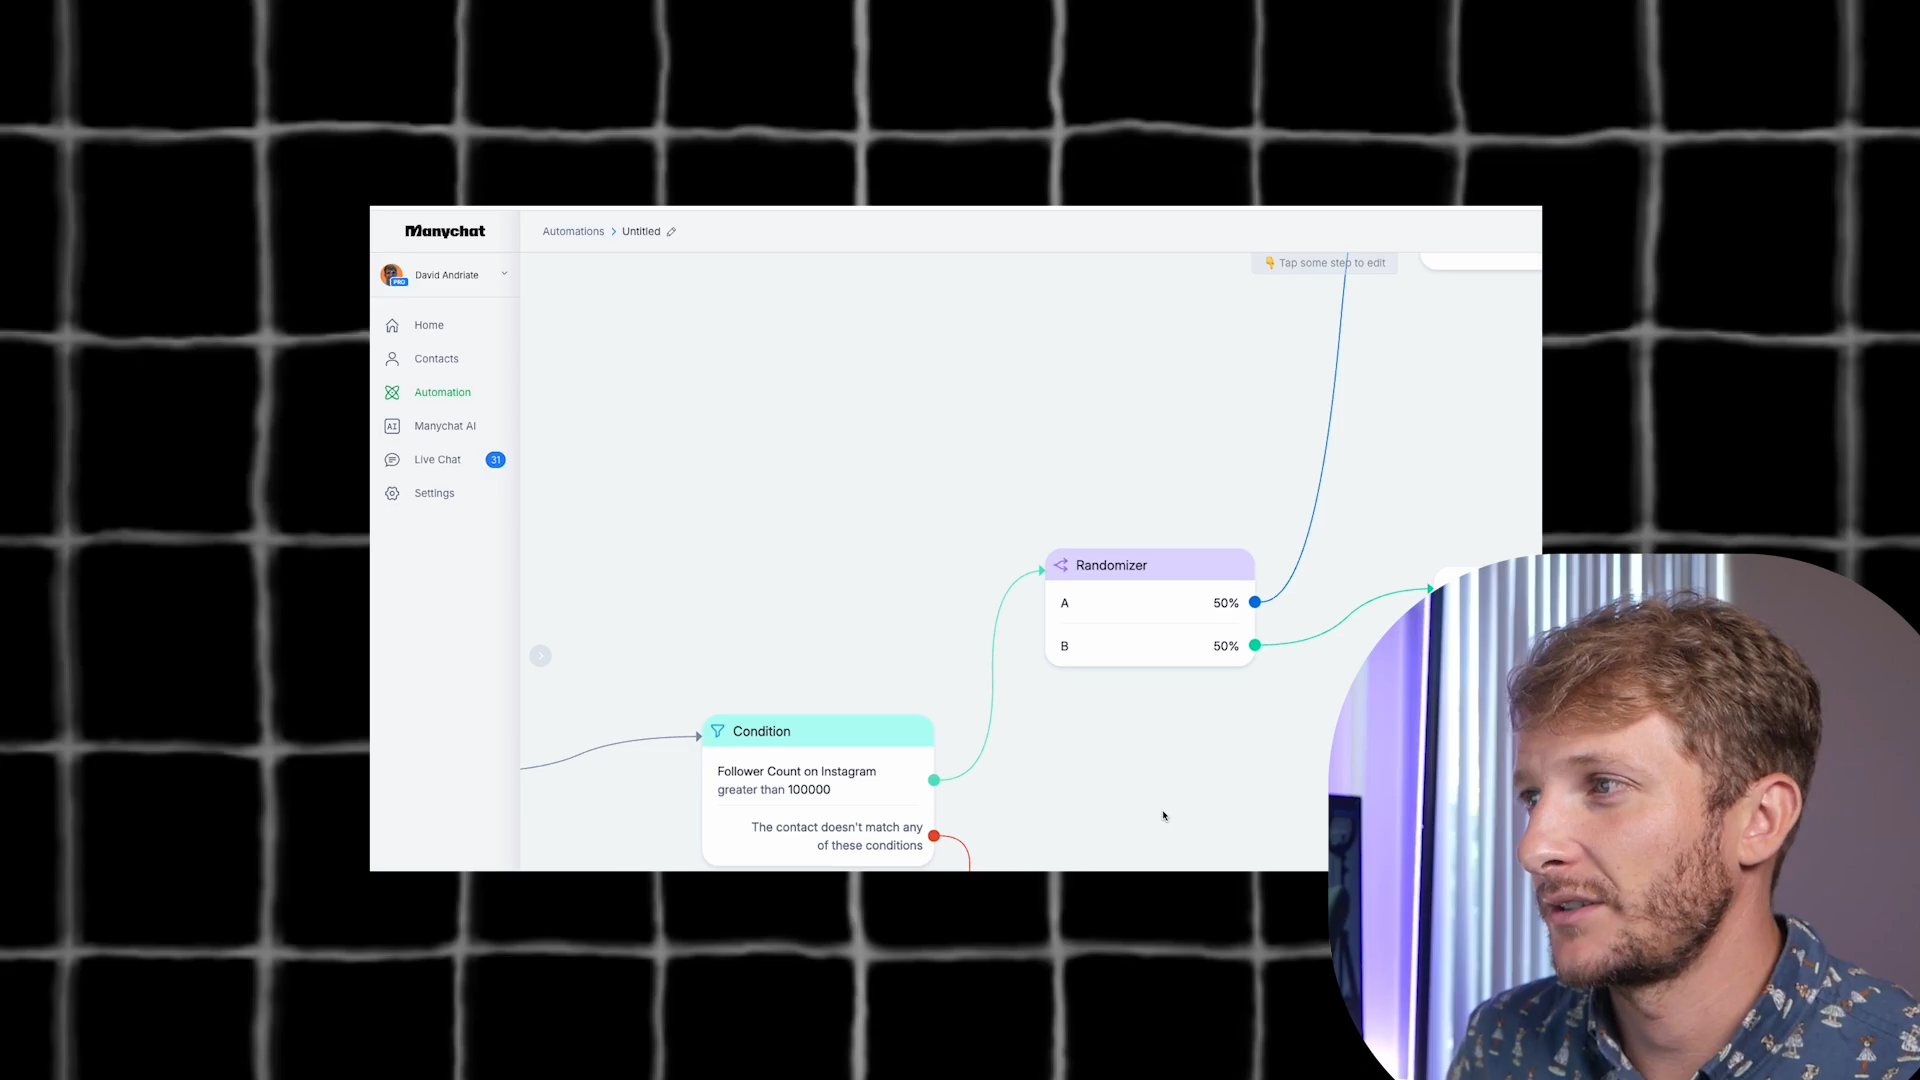 Manychat
Automations > Untitled
David Andriate
PRO
Tap some step to edit
Home
Contacts
Automation
AI Manychat AI
Live Chat 31
Settings
Randomizer
A 50%
B 50%
Condition
Follower Count on Instagram
greater than 100000
The contact doesn't match any
of these conditions